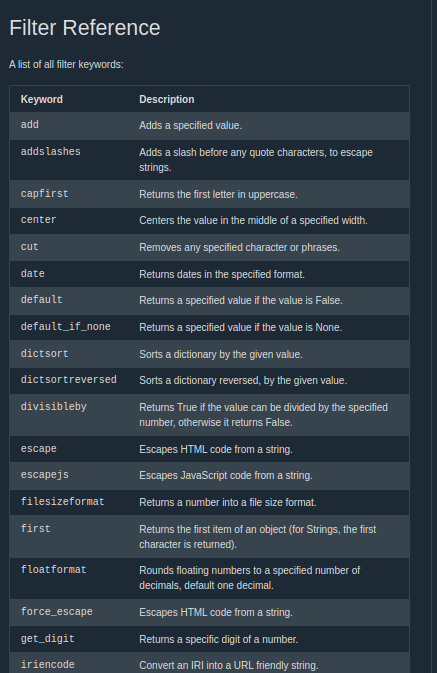 Filter Reference
A list of all filter keywords:
Keyword Description
add Adds a specified value.
addslashes Adds a slash before any quote characters, to escape
strings.
capfirst Returns the first letter in uppercase.
center Centers the value in the middle of a specified width.
cut Removes any specified character or phrases.
date Returns dates in the specified format.
default Returns a specified value if the value is False.
default_if_none Returns a specified value if the value is None.
dictsort Sorts a dictionary by the given value.
dictsortreversed Sorts a dictionary reversed, by the given value.
divisibleby Returns True if the value can be divided by the specified
number, otherwise it returns False.
escape Escapes HTML code from a string.
escapejs Escapes JavaScript code from a string.
filesizeformat Returns a number into a file size format.
first Returns the first item of an object (for Strings, the first
character is returned).
floatformat Rounds floating numbers to a specified number of
decimals, default one decimal.
force_escape Escapes HTML code from a string.
get_digit Returns a specific digit of a number.
iriencode Convert an IRI into a URL friendly string.